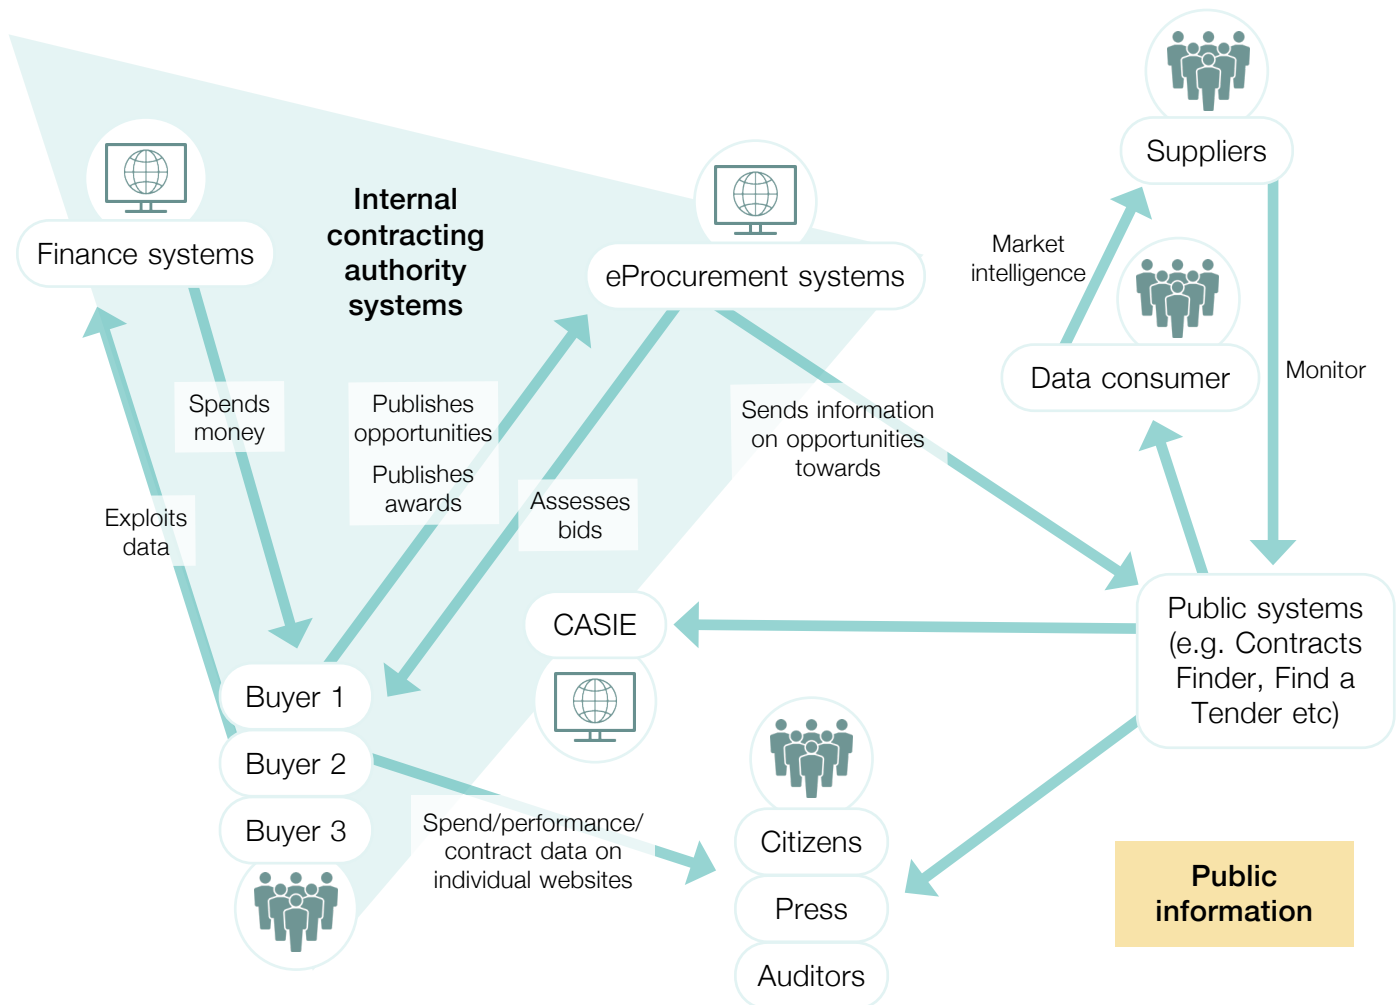 Suppliers
Internal
contracting
authority
systems
Finance systems
eProcurement systems
Market
intelligence
Data consumer
Monitor
Spends
money
Publishes
opportunities
Publishes
awards
Sends information
on opportunities
towards
Exploits
data
Assesses
bids
CASIE
Public systems
(e.g. Contracts
Finder, Find a
Tender etc)
Buyer 1
Buyer 2
Buyer 3
Spend/performance/
contract data on
individual websites
Citizens
Press
Auditors
Public
information